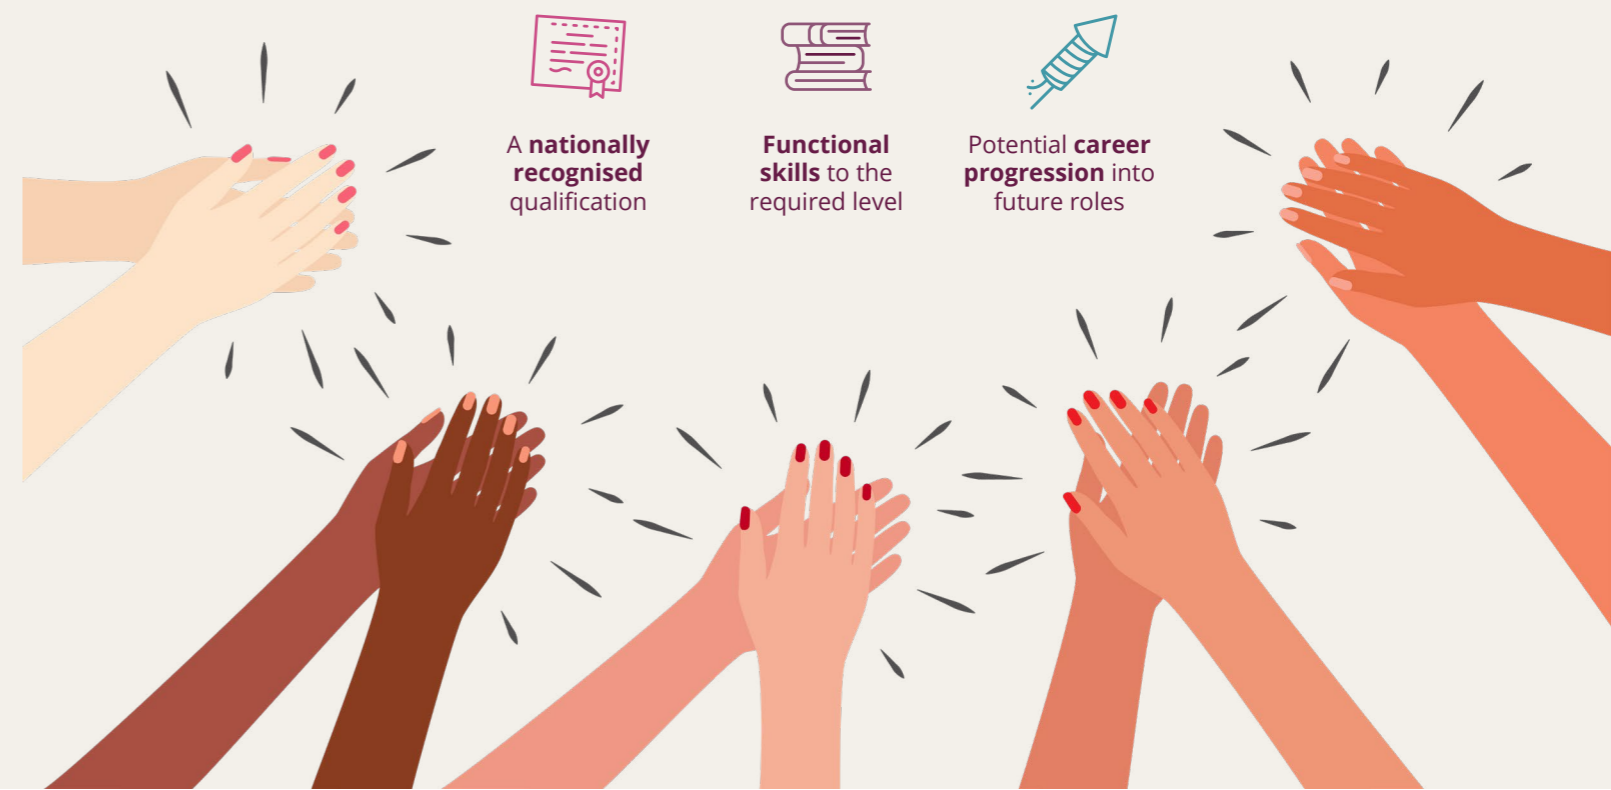 A nationally
recognised
qualification
Functional
skills to the
required level
Potential career
progression into
future roles